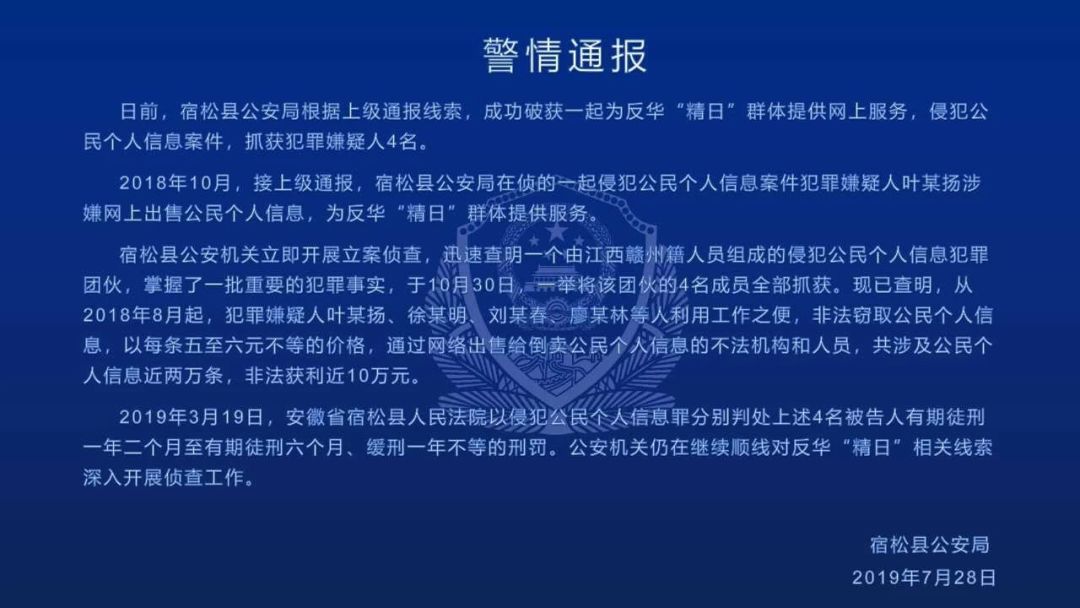 警情通报
日前，宿松县公安局根据上级通报线索，成功破获一起为反华“精日”群体提供网上服务，侵犯公
民个人信息案件，抓获犯罪嫌疑人4名。
2018年10月，接上级通报，宿松县公安局在侦的一起侵犯公民个人信息案件犯罪嫌疑人叶某扬涉
嫌网上出售公民个人信息，为反华“精日”群体提供服务。
宿松县公安机关立即开展立案侦查，迅速查明一个由江西赣州籍人员组成的侵犯公民个人信息犯罪
团伙，掌握了一批重要的犯罪事实，于10月30日，一举将该团伙的4名成员全部抓获。现已查明，从
2018年8月起，犯罪嫌疑人叶某扬、徐某明、刘某春、廖某林等人利用工作之便，非法窃取公民个人信
息，以每条五至六元不等的价格，通过网络出售给倒卖公民个人信息的不法机构和人员，共涉及公民个
人信息近两万条，非法获利近10万元。
2019年3月19日，安徽省宿松县人民法院以侵犯公民个人信息罪分别判处上述4名被告人有期徒刑
一年二个月至有期徒刑六个月、缓刑一年不等的刑罚。公安机关仍在继续顺线对反华“精日”相关线索
深入开展侦查工作。
宿松县公安局
2019年7月28日